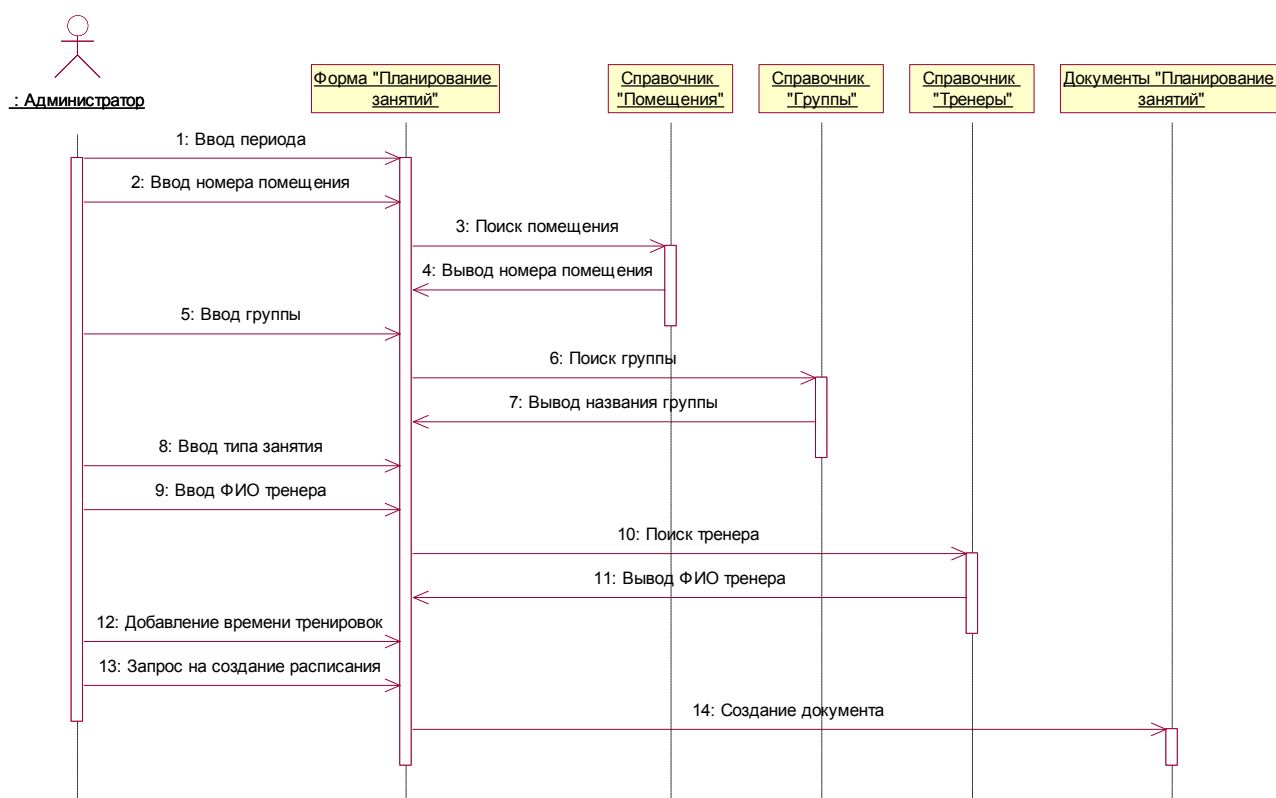 : Администратор
Форма "Планирование
занятий"
Справочник
"Помещения"
Справочник
"Группы"
Справочник
"Тренеры"
Документы "Планирование
занятий"
1: Ввод периода
2: Ввод номера помещения
3: Поиск помещения
4: Вывод номера помещения
5: Ввод группы
6: Поиск группы
7: Вывод названия группы
8: Ввод типа занятия
9: Ввод ФИО тренера
10: Поиск тренера
11: Вывод ФИО тренера
12: Добавление времени тренировок
13: Запрос на создание расписания
14: Создание документа